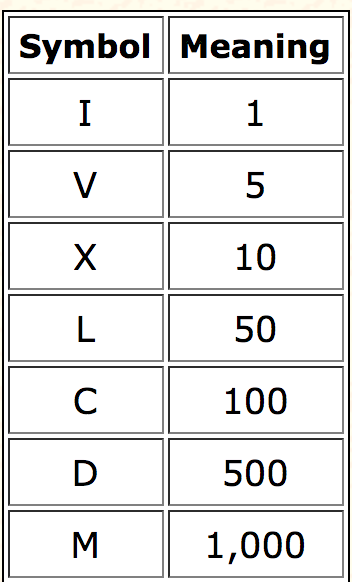 Symbol Meaning
I 1
V 5
X 10
L 50
C 100
D 500
M 1,000